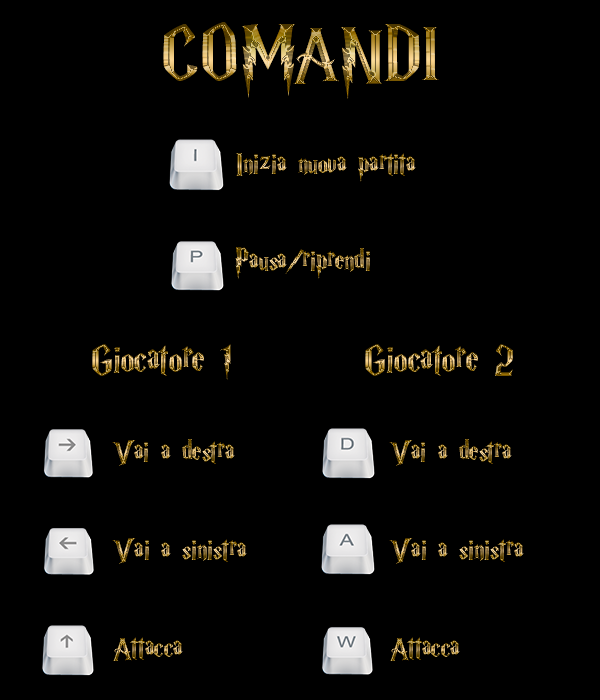 COMANDI
I Inizia nuova partita
P Pausa/riprendi
Giocatore 1 Giocatore 2
→ Vai a destra D Vai a destra
← Vai a sinistra A Vai a sinistra
↑ Attacca W Attacca